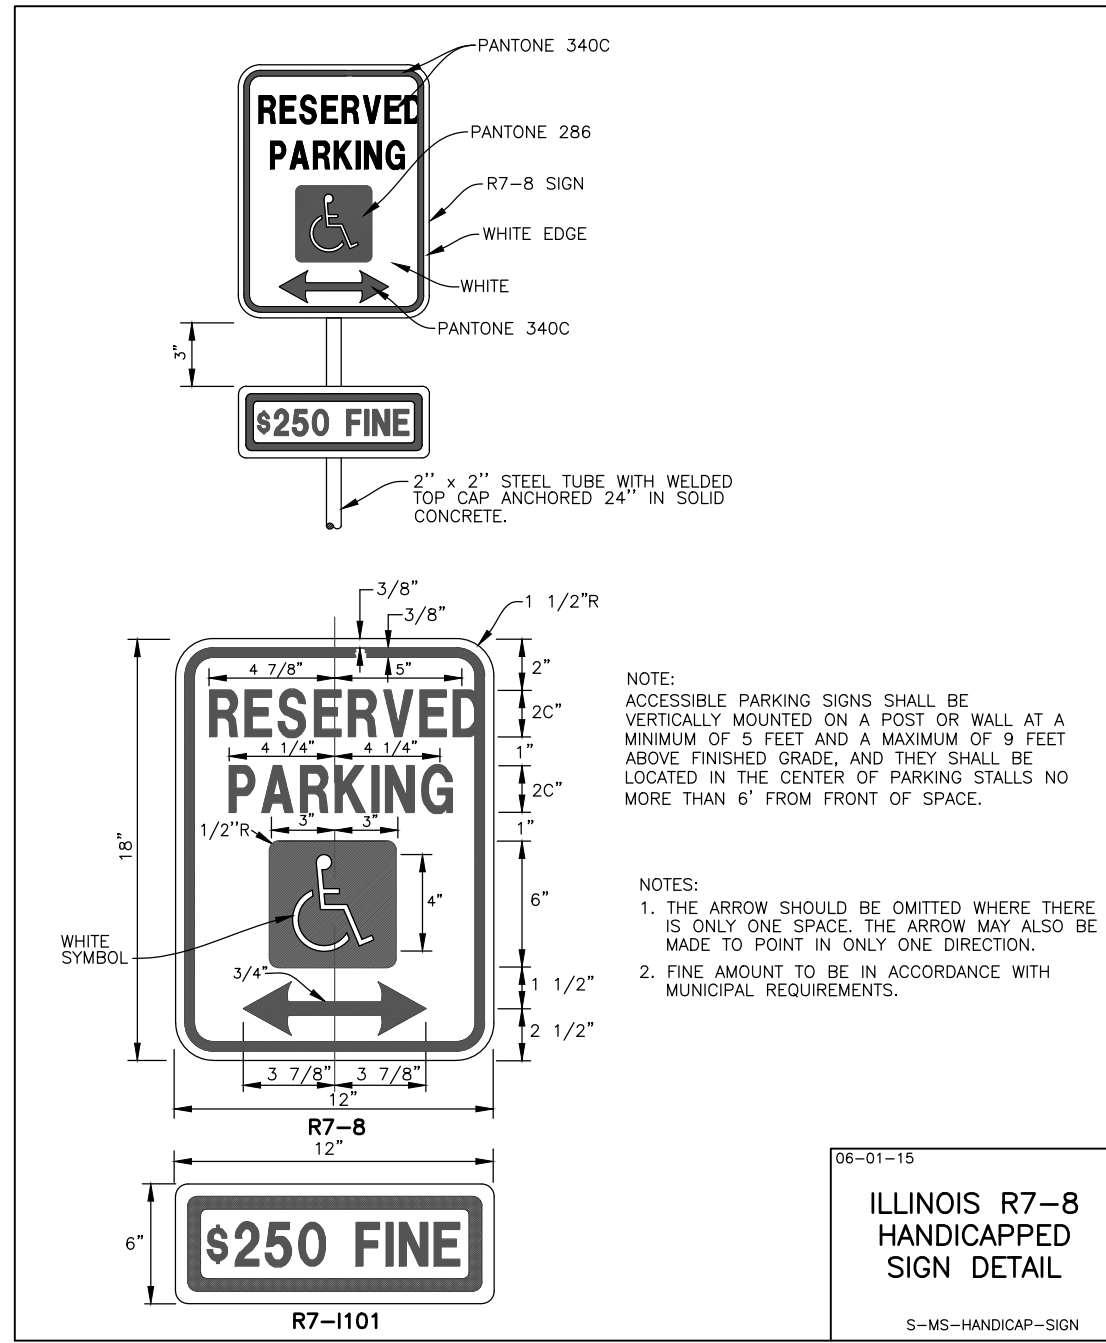 PANTONE 340C
RESERVED
PARKING
PANTONE 286
R7-8 SIGN
WHITE EDGE
WHITE
PANTONE 340C
3"
$250 FINE
2'' x 2'' STEEL TUBE WITH WELDED
TOP CAP ANCHORED 24'' IN SOLID
CONCRETE.
3/8"
3/8"
1 1/2"R
4 7/8"
5"
2"
RESERVED
2C"
4 1/4"
4 1/4"
1"
PARKING
2C"
3"
3"
1"
1/2''R
18"
4"
6"
WHITE
SYMBOL
3/4"
1 1/2"
2 1/2"
3 7/8"
3 7/8"
12"
R7-8
12"
6"
$250 FINE
R7-I101
NOTE:
ACCESSIBLE PARKING SIGNS SHALL BE
VERTICALLY MOUNTED ON A POST OR WALL AT A
MINIMUM OF 5 FEET AND A MAXIMUM OF 9 FEET
ABOVE FINISHED GRADE, AND THEY SHALL BE
LOCATED IN THE CENTER OF PARKING STALLS NO
MORE THAN 6' FROM FRONT OF SPACE.
NOTES:
1. THE ARROW SHOULD BE OMITTED WHERE THERE
IS ONLY ONE SPACE. THE ARROW MAY ALSO BE
MADE TO POINT IN ONLY ONE DIRECTION.
2. FINE AMOUNT TO BE IN ACCORDANCE WITH
MUNICIPAL REQUIREMENTS.
06-01-15
ILLINOIS R7-8
HANDICAPPED
SIGN DETAIL
S-MS-HANDICAP-SIGN